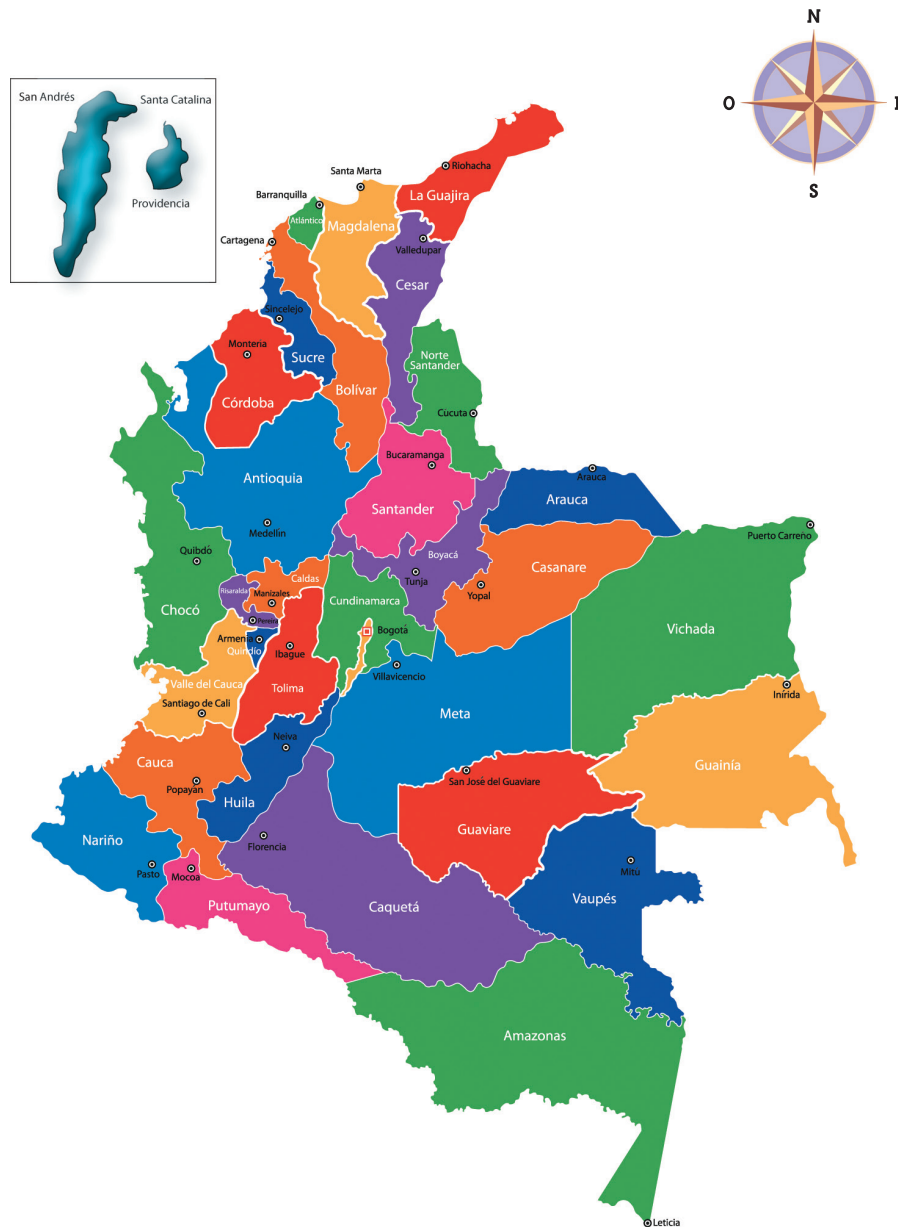 N
O
S
San Andrés
Santa Catalina
Providencia
Riohacha
Santa Marta
La Guajira
Barranquilla
Atlántico
Magdalena
Cartagena
Valledupar
Cesar
Sincelejo
Monteria
Sucre
Norte
Santander
Bolívar
Córdoba
Cúcuta
Bucaramanga
Antioquia
Arauca
Arauca
Santander
Medellín
Puerto Carreño
Quibdó
Boyacá
Casanare
Tunja
Caldas
Yopal
Risaralda
Manizales
Cundinamarca
Chocó
Pereira
Vichada
Armenia
Bogotá
Quindío
Ibague
Villavicencio
Valle del Cauca
Tolima
Inírida
Santiago de Cali
Meta
Neiva
Guainía
Cauca
San José del Guaviare
Popayán
Huila
Guaviare
Nariño
Florencia
Pasto
Mocoa
Mitú
Vaupés
Putumayo
Caquetá
Amazonas
Leticia